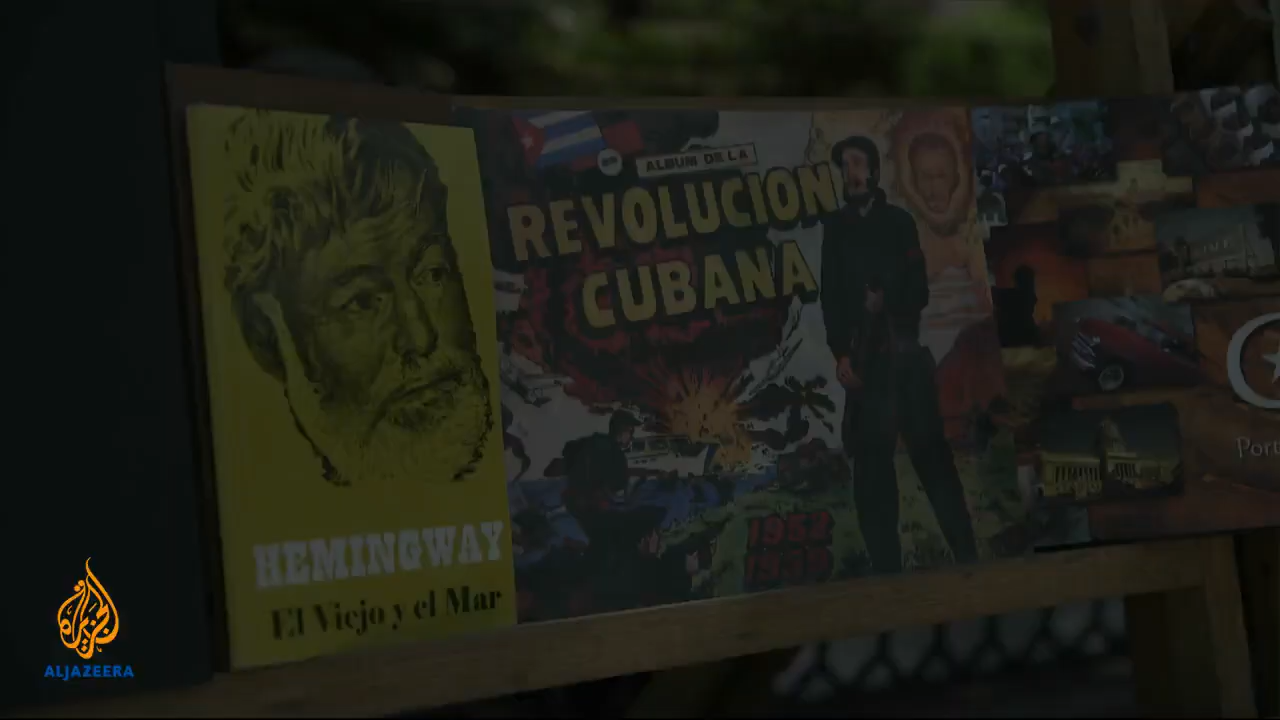 ALBUM DE LA
REVOLUCION
CUBANA
1952
1959
HEMINGWAY
El Viejo y el Mar
ALJAZEERA